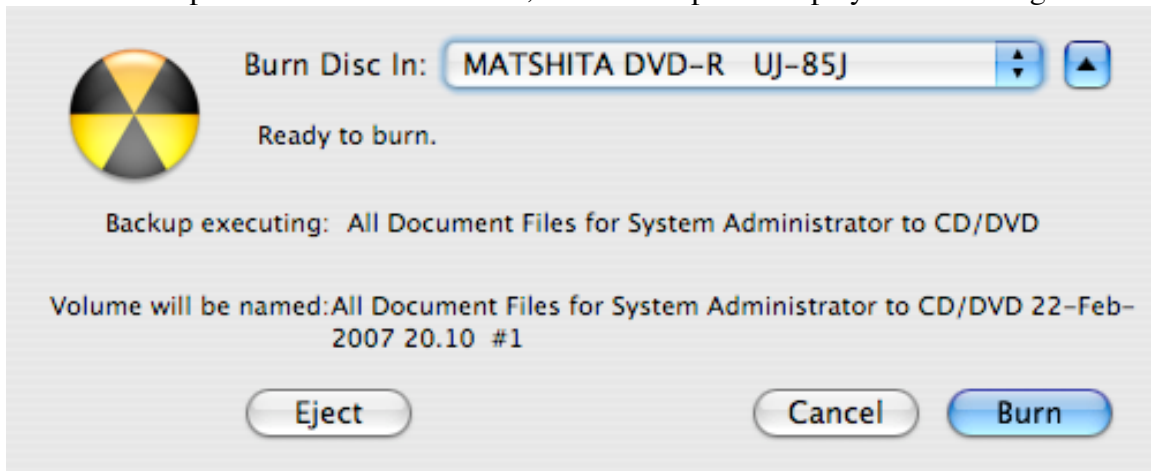 Burn Disc In: MATSHITA DVD-R UJ-85J
Ready to burn.
Backup executing: All Document Files for System Administrator to CD/DVD
Volume will be named:All Document Files for System Administrator to CD/DVD 22-Feb-
2007 20.10 #1
Eject Cancel Burn